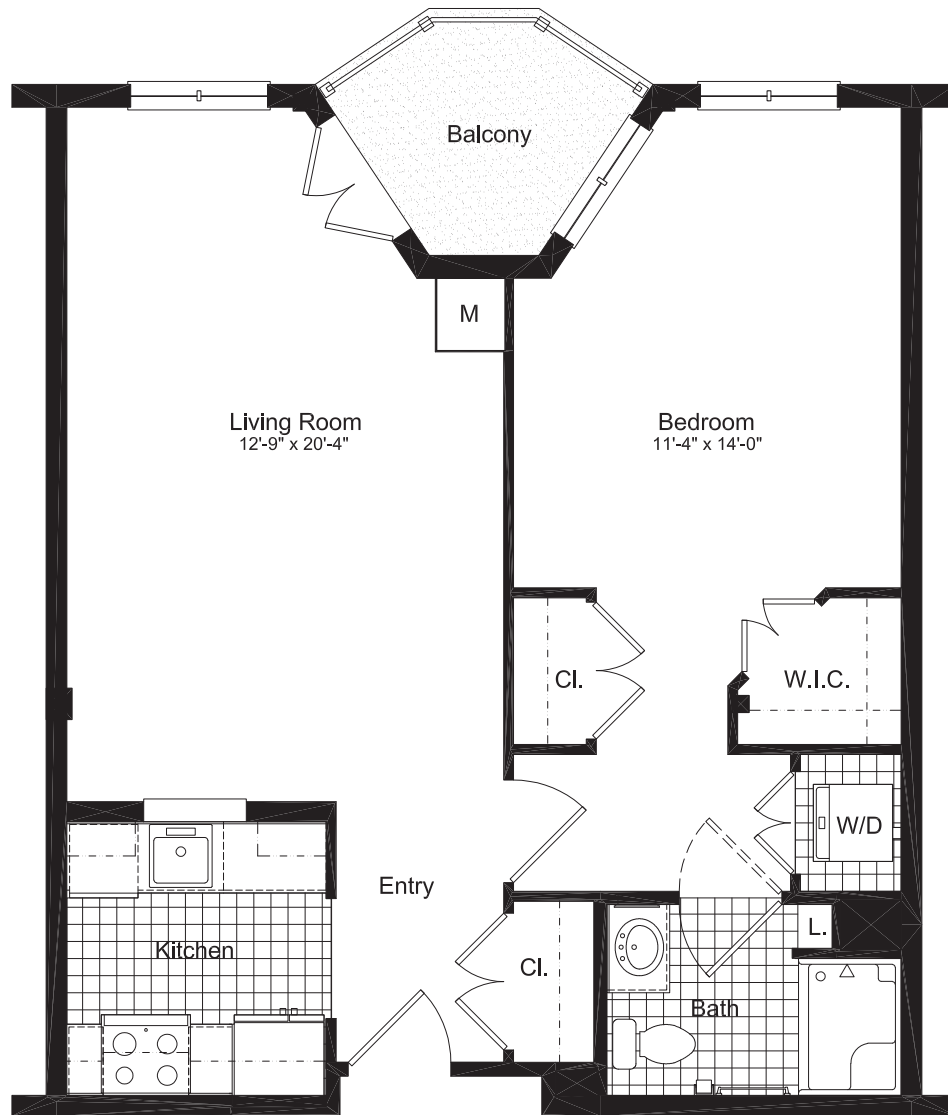 Balcony
M
Living Room
12'-9" x 20'-4"
Bedroom
11'-4" x 14'-0"
Cl.
W.I.C.
W/D
Entry
Kitchen
Cl.
L.
Bath